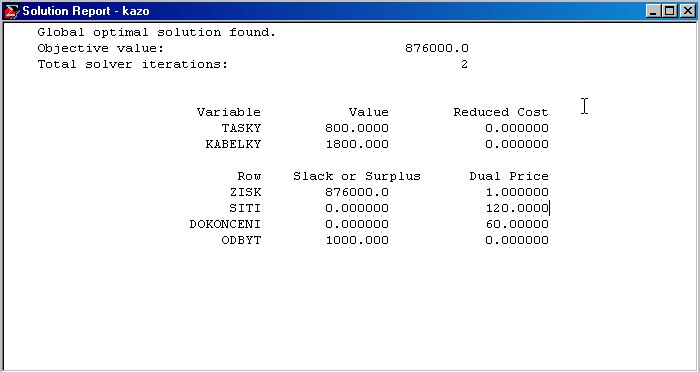 Solution Report - kazo
Global optimal solution found.
Objective value: 876000.0
Total solver iterations: 2
Variable Value Reduced Cost
TASKY 800.0000 0.000000
KABELKY 1800.000 0.000000
Row Slack or Surplus Dual Price
ZISK 876000.0 1.000000
SITI 0.000000 120.0000
DOKONCENI 0.000000 60.00000
ODBYT 1000.000 0.000000